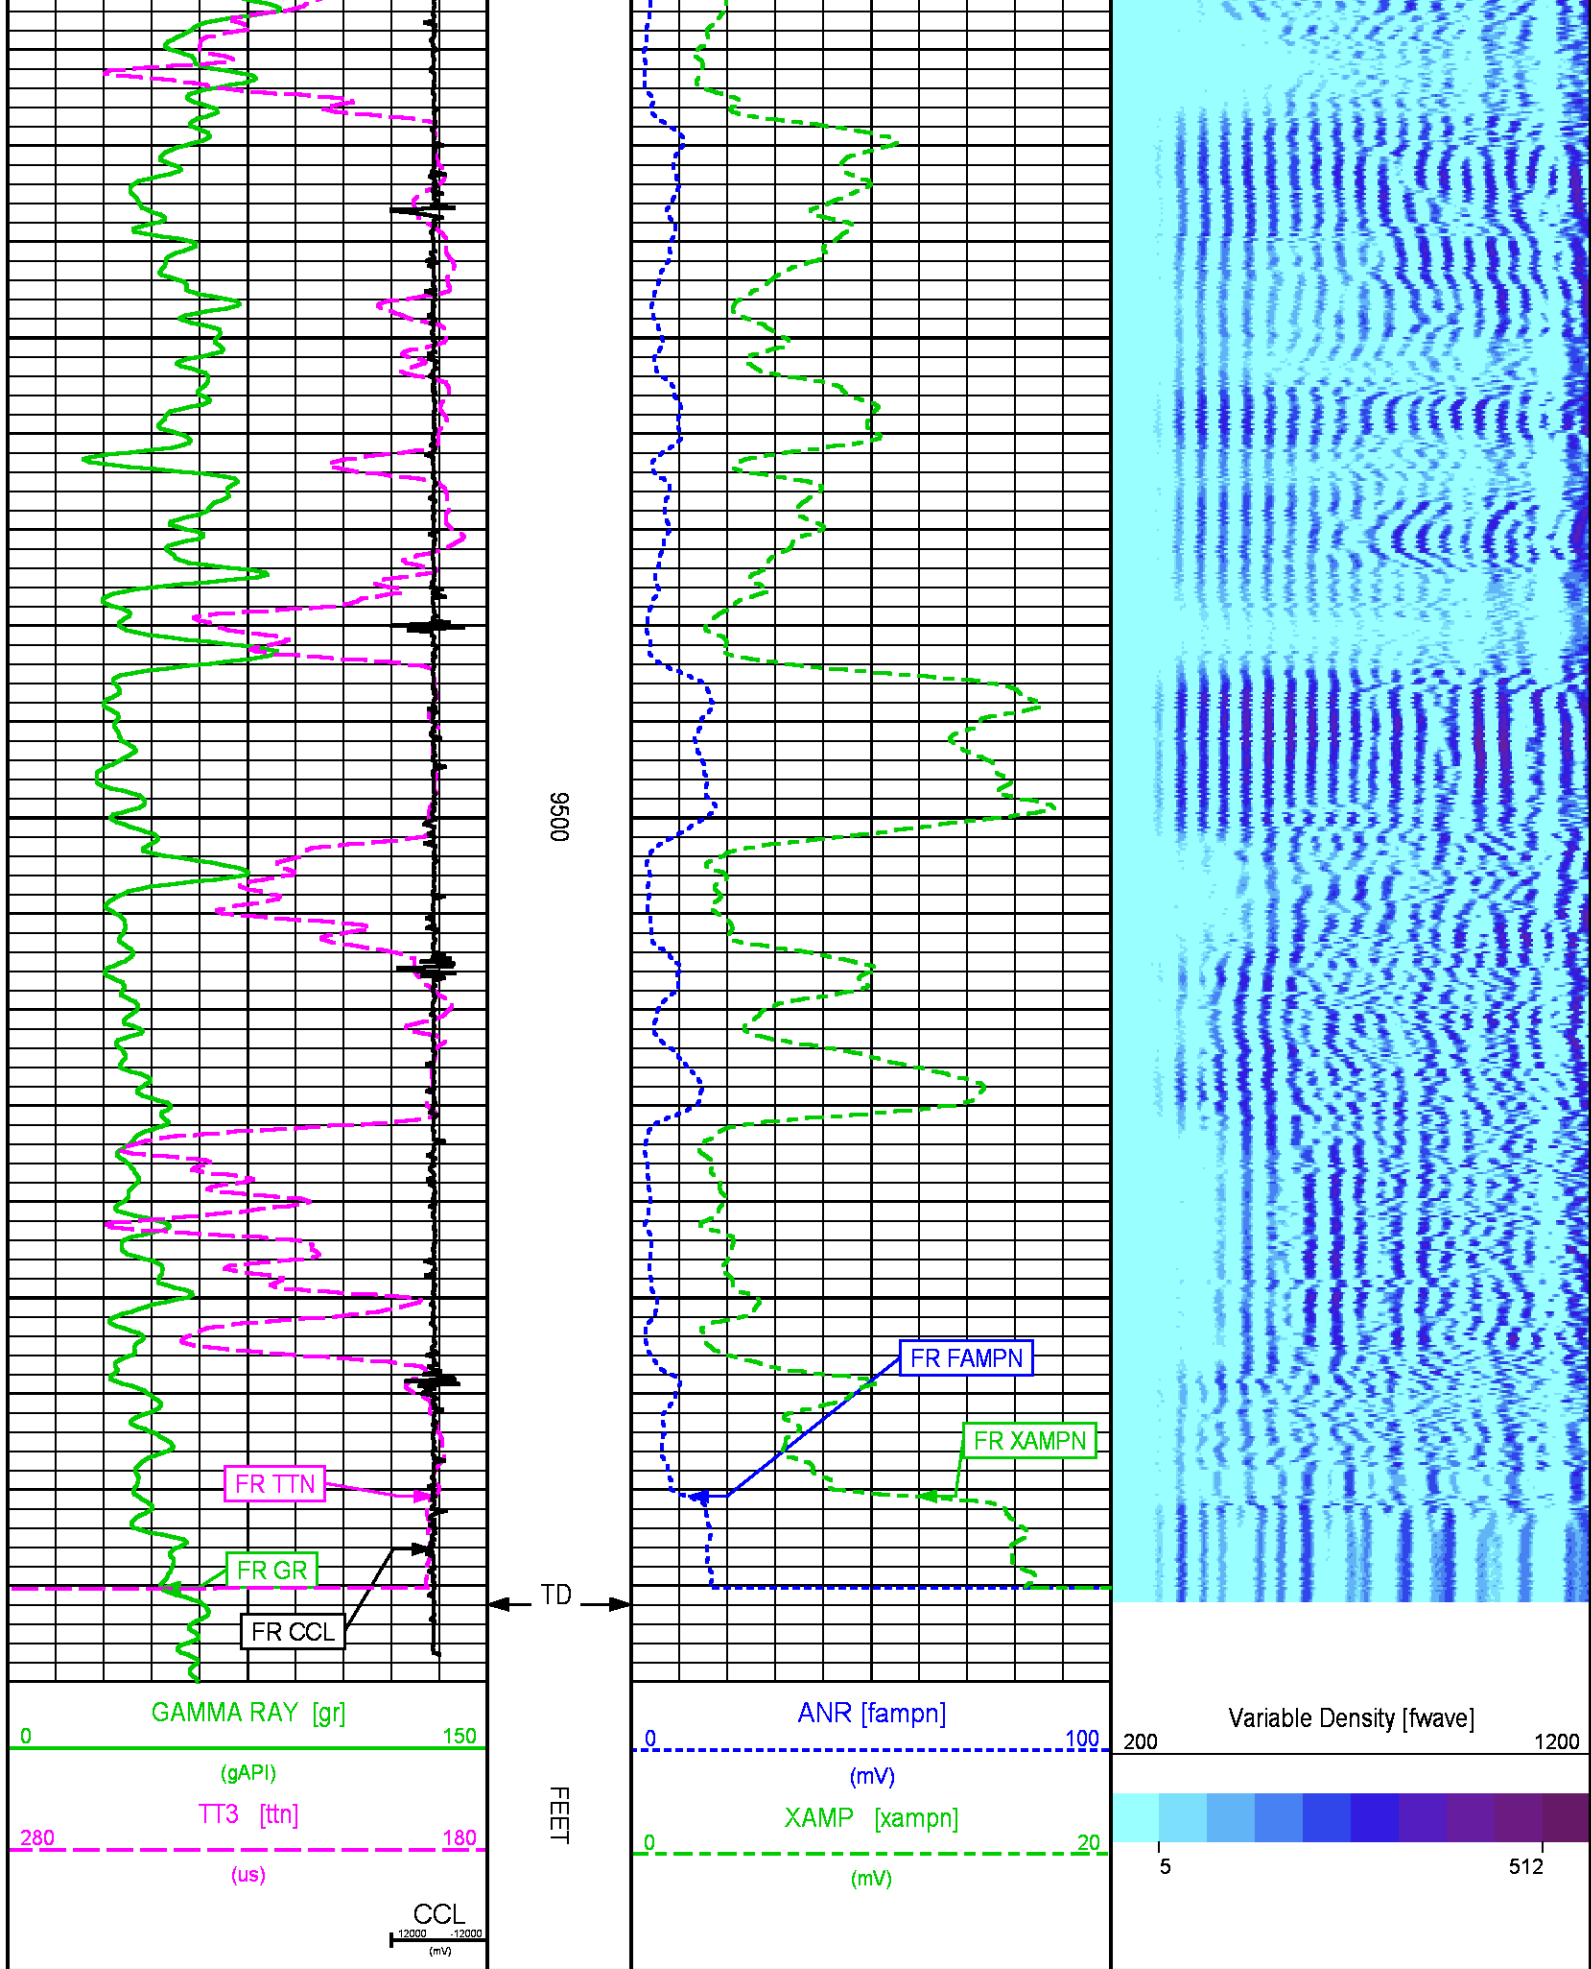 9500
FR FAMPN
FR XAMPN
FR TTN
FR GR
TD
FR CCL
GAMMA RAY [gr]
0 150
(gAPI)
TT3 [ttn]
280 180
(us)
CCL
12000 -12000
(mV)
FEET
ANR [fampn]
0 100
(mV)
XAMP [xampn]
0 20
(mV)
Variable Density [fwave]
200 1200
5 512